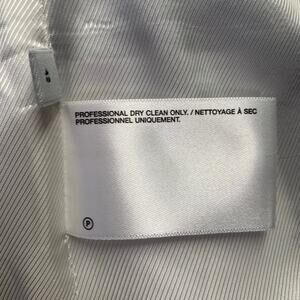 PROFESSIONAL DRY CLEAN ONLY. / NETTOYAGE À SEC
PROFESSIONNEL UNIQUEMENT.
P